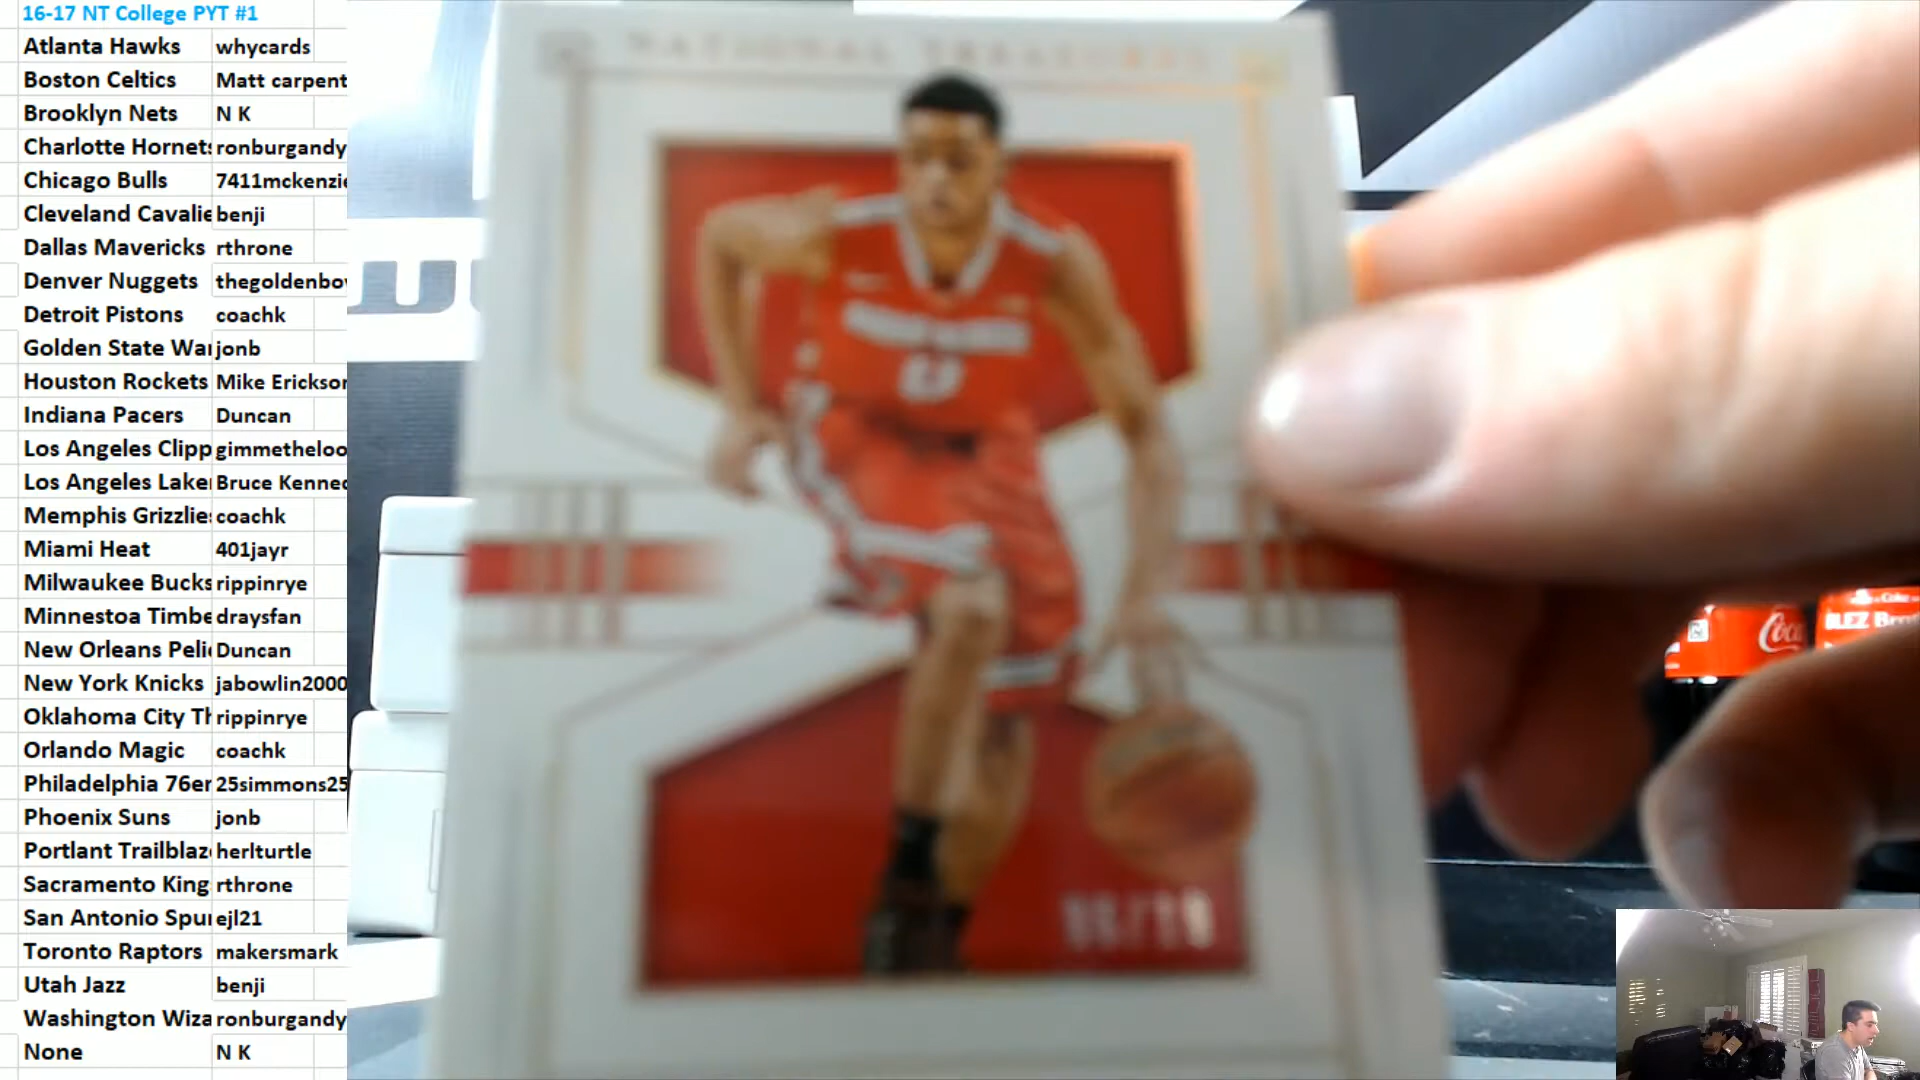 16-17 NT College PYT #1
Atlanta Hawks whycards
Boston Celtics Matt carpent
Brooklyn Nets N K
Charlotte Hornets ronburgandy
Chicago Bulls 7411mckenzie
Cleveland Cavalie benji
Dallas Mavericks rthrone
Denver Nuggets thegoldenboy
Detroit Pistons coachk
Golden State War jonb
Houston Rockets Mike Erickson
Indiana Pacers Duncan
Los Angeles Clipp gimmetheloo
Los Angeles Laker Bruce Kenned
Memphis Grizzlies coachk
Miami Heat 401jayr
Milwaukee Bucks rippinrye
Minnestoa Timbe draysfan
New Orleans Pelic Duncan
New York Knicks jabowlin2000
Oklahoma City Th rippinrye
Orlando Magic coachk
Philadelphia 76er 25simmons25
Phoenix Suns jonb
Portlant Trailblaz herlturtle
Sacramento King rthrone
San Antonio Spur ejl21
Toronto Raptors makersmark
Utah Jazz benji
Washington Wiza ronburgandy
None N K
NATIONAL TREASURES
Coca